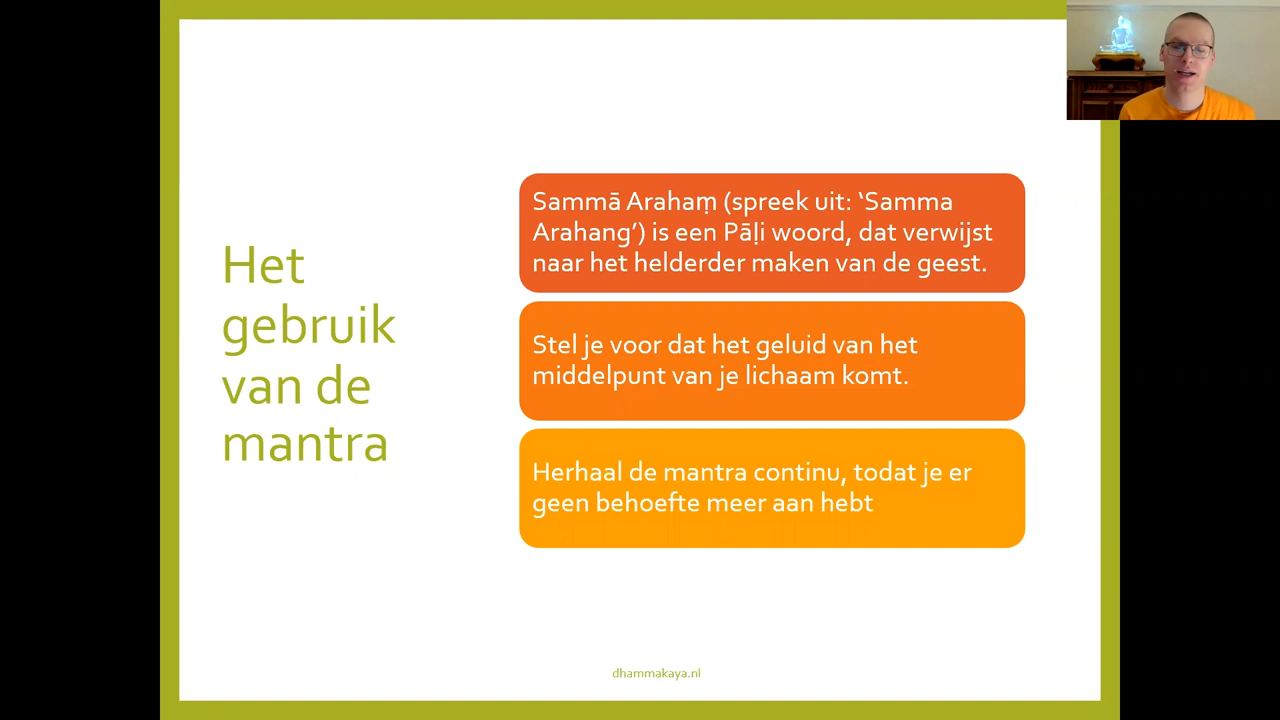 Het
gebruik
van de
mantra
Sammā Arahaṃ (spreek uit: ‘Samma
Arahang’) is een Pāḷi woord, dat verwijst
naar het helderder maken van de geest.
Stel je voor dat het geluid van het
middelpunt van je lichaam komt.
Herhaal de mantra continu, todat je er
geen behoefte meer aan hebt
dhammakaya.nl